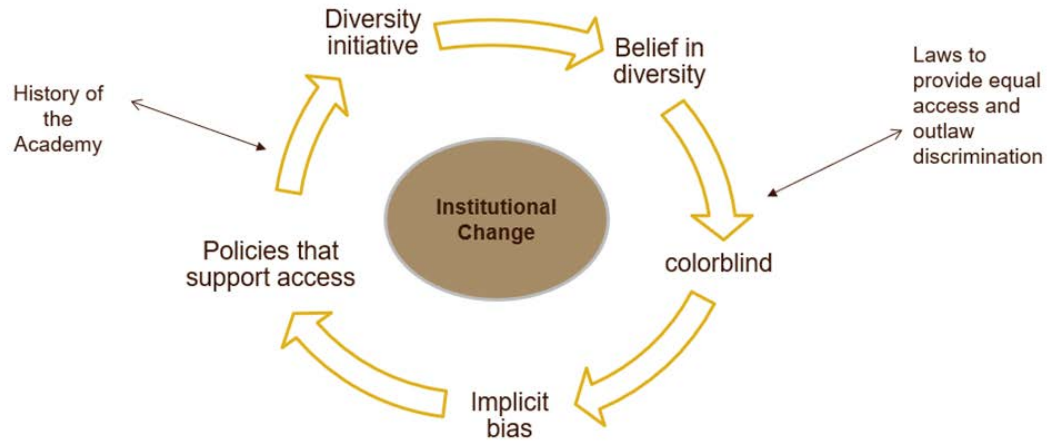 Diversity
initiative
Belief in
diversity
Laws to
provide equal
access and
outlaw
discrimination
History of
the
Academy
Institutional
Change
Policies that
support access
colorblind
Implicit
bias